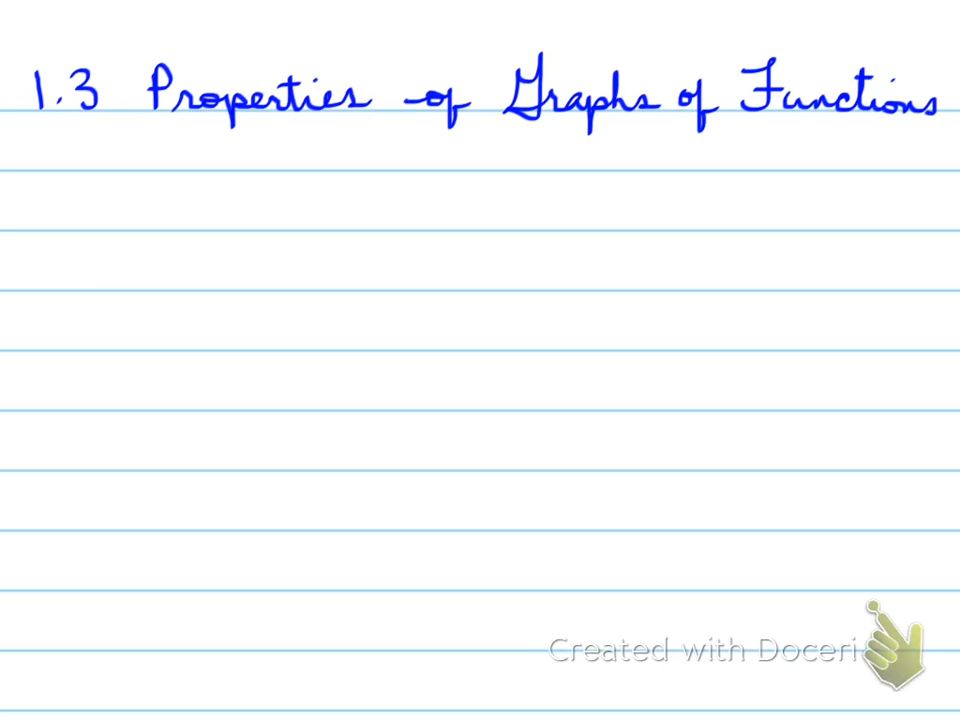 1.3 Properties of Graphs of Functions
Created with Doceri